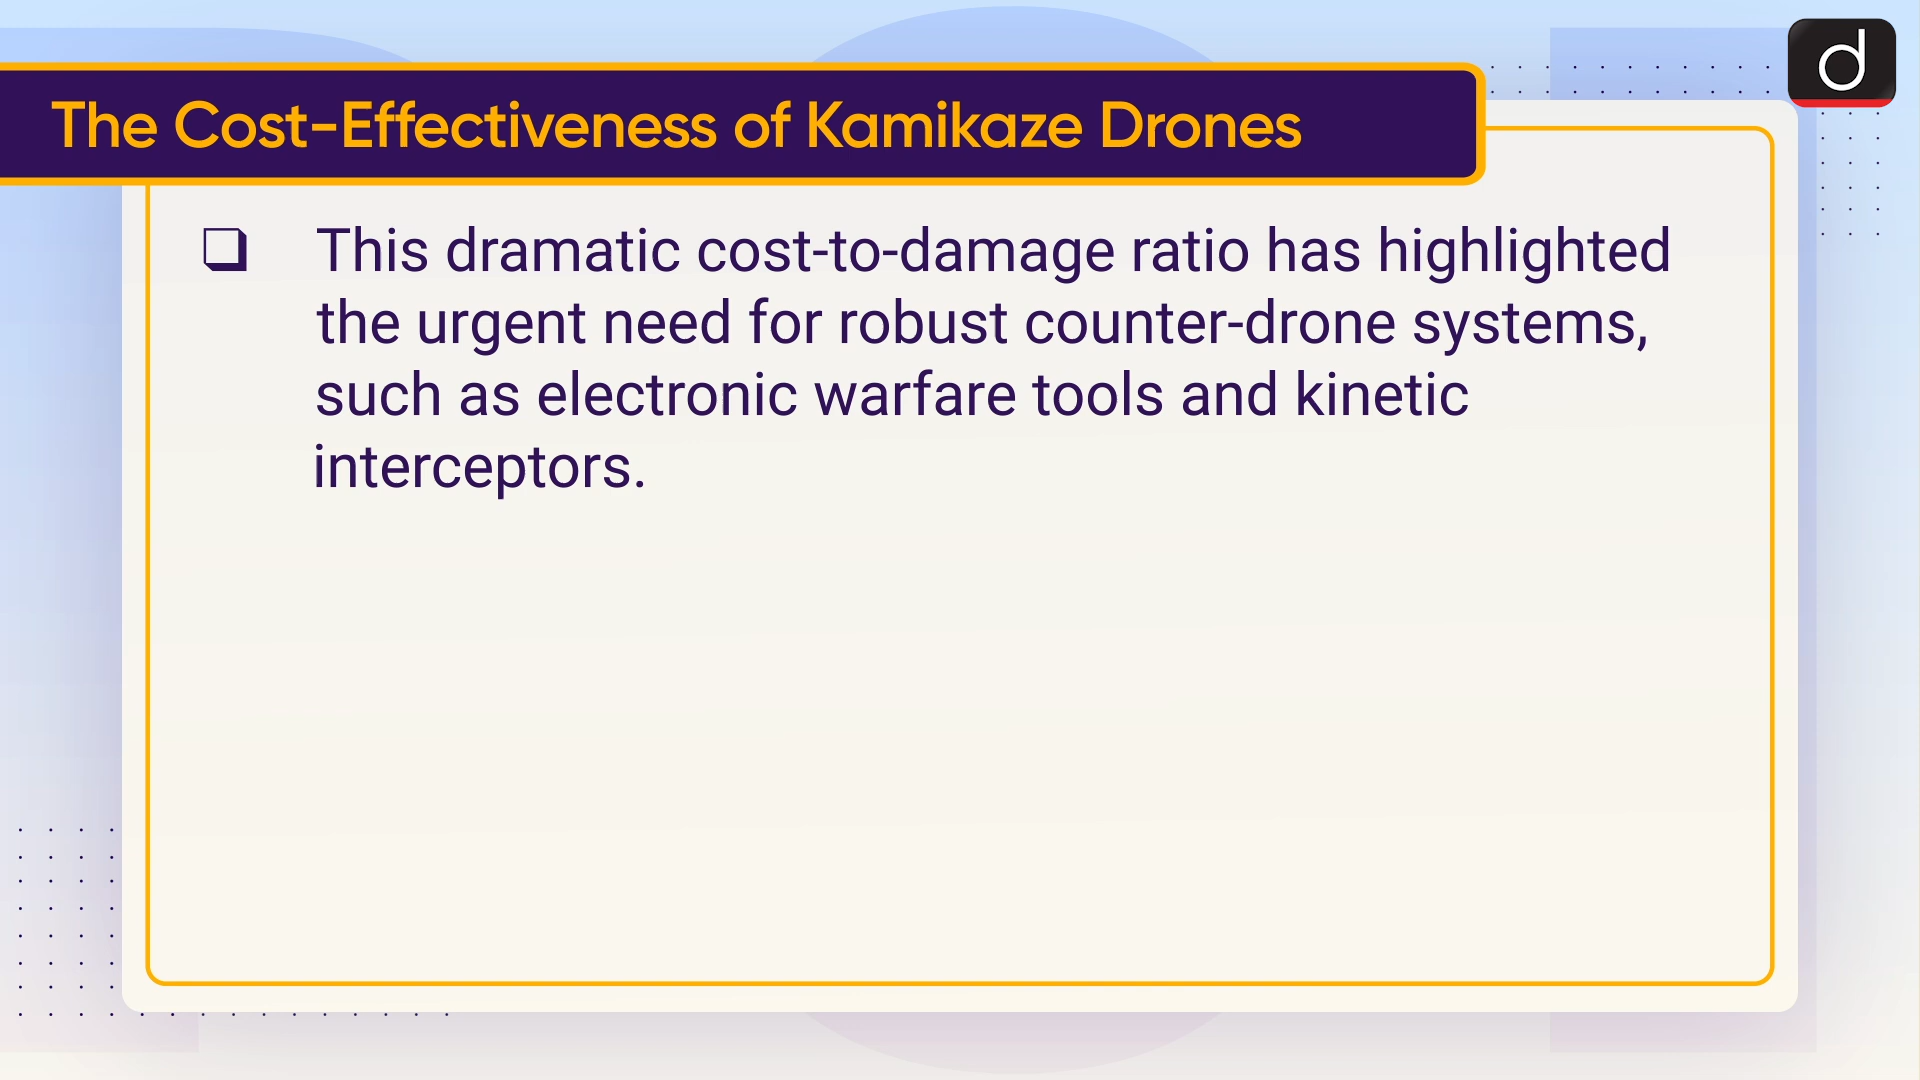 The Cost-Effectiveness of Kamikaze Drones
d
❑ This dramatic cost-to-damage ratio has highlighted
the urgent need for robust counter-drone systems,
such as electronic warfare tools and kinetic
interceptors.